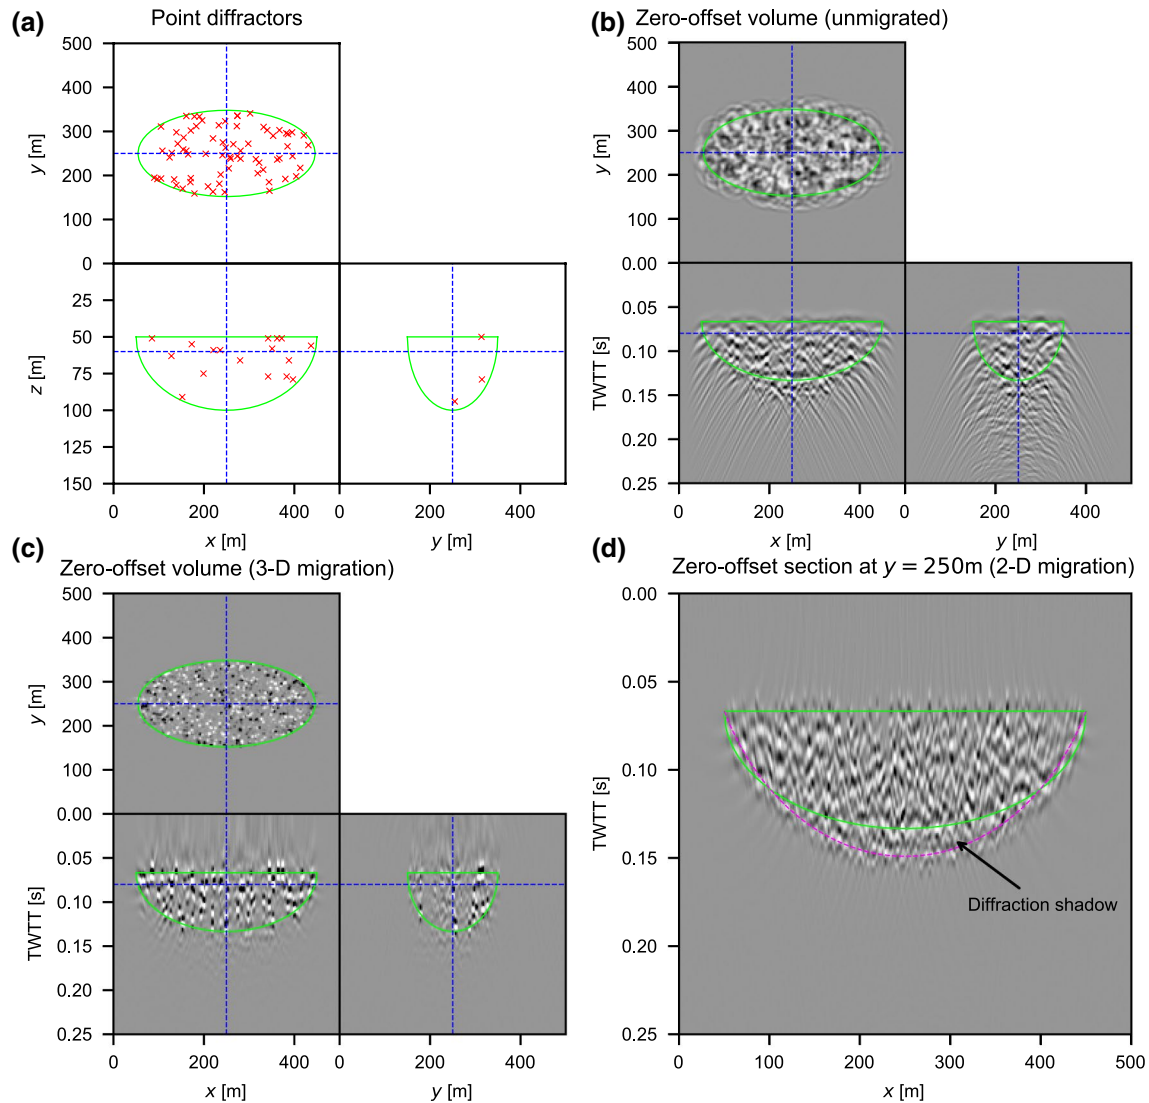 (a) Point diffractors
500
400
300
200
100
0
y [m]
0
25
50
75
100
125
150
z [m]
0 200 400
x [m]
0 200 400
y [m]
(b) Zero-offset volume (unmigrated)
500
400
300
200
100
y [m]
0.00
0.05
0.10
0.15
0.20
0.25
TWTT [s]
0 200 400
x [m]
0 200 400
y [m]
(c)
Zero-offset volume (3-D migration)
500
400
300
200
100
y [m]
0.00
0.05
0.10
0.15
0.20
0.25
TWTT [s]
0 200 400
x [m]
0 200 400
y [m]
(d)
Zero-offset section at y = 250m (2-D migration)
0.00
0.05
0.10
0.15
0.20
0.25
TWTT [s]
Diffraction shadow
0 100 200 300 400 500
x [m]